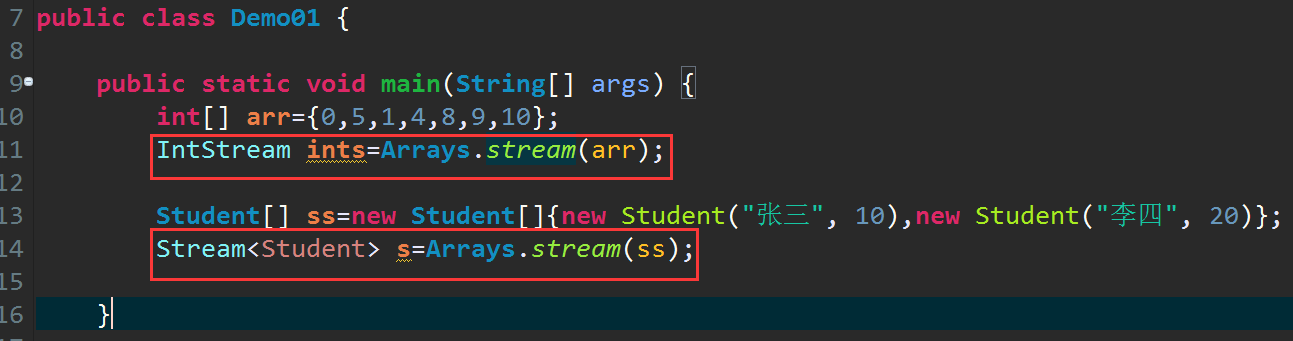 7 public class Demo01 {
8
9 public static void main(String[] args) {
10 int[] arr={0,5,1,4,8,9,10};
11 IntStream ints=Arrays.stream(arr);
12
13 Student[] ss=new Student[]{new Student("张三", 10),new Student("李四", 20)};
14 Stream<Student> s=Arrays.stream(ss);
15
16 }